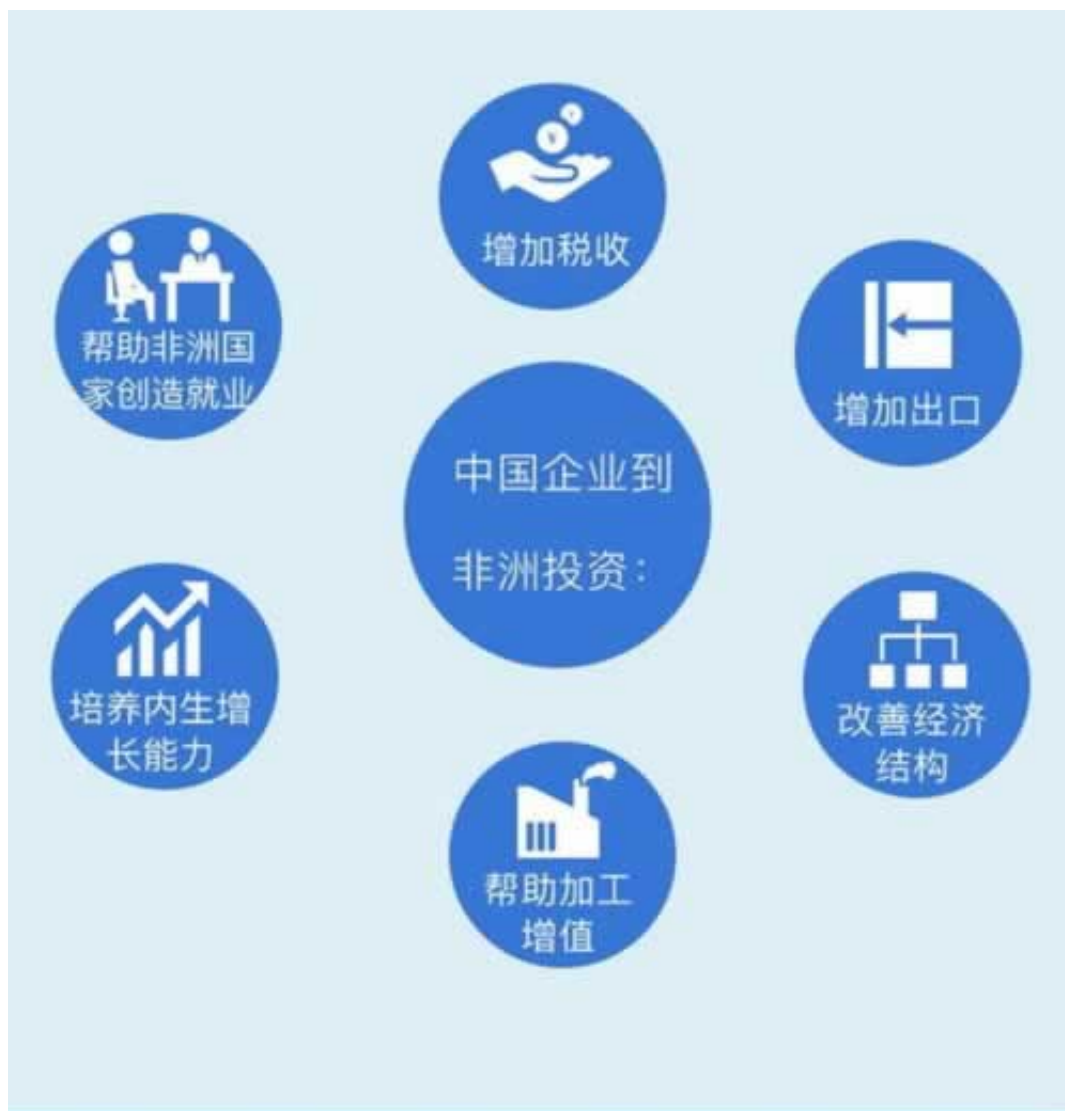 增加税收
帮助非洲国
家创造就业
增加出口
中国企业到
非洲投资：
培养内生增
长能力
改善经济
结构
帮助加工
增值